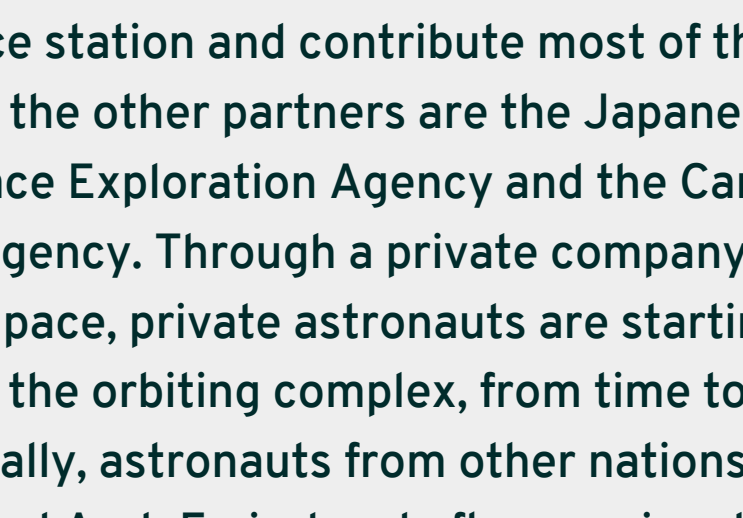 ce station and contribute most of th
the other partners are the Japane
ace Exploration Agency and the Ca
gency. Through a private company
pace, private astronauts are starti
the orbiting complex, from time to
ally, astronauts from other nations